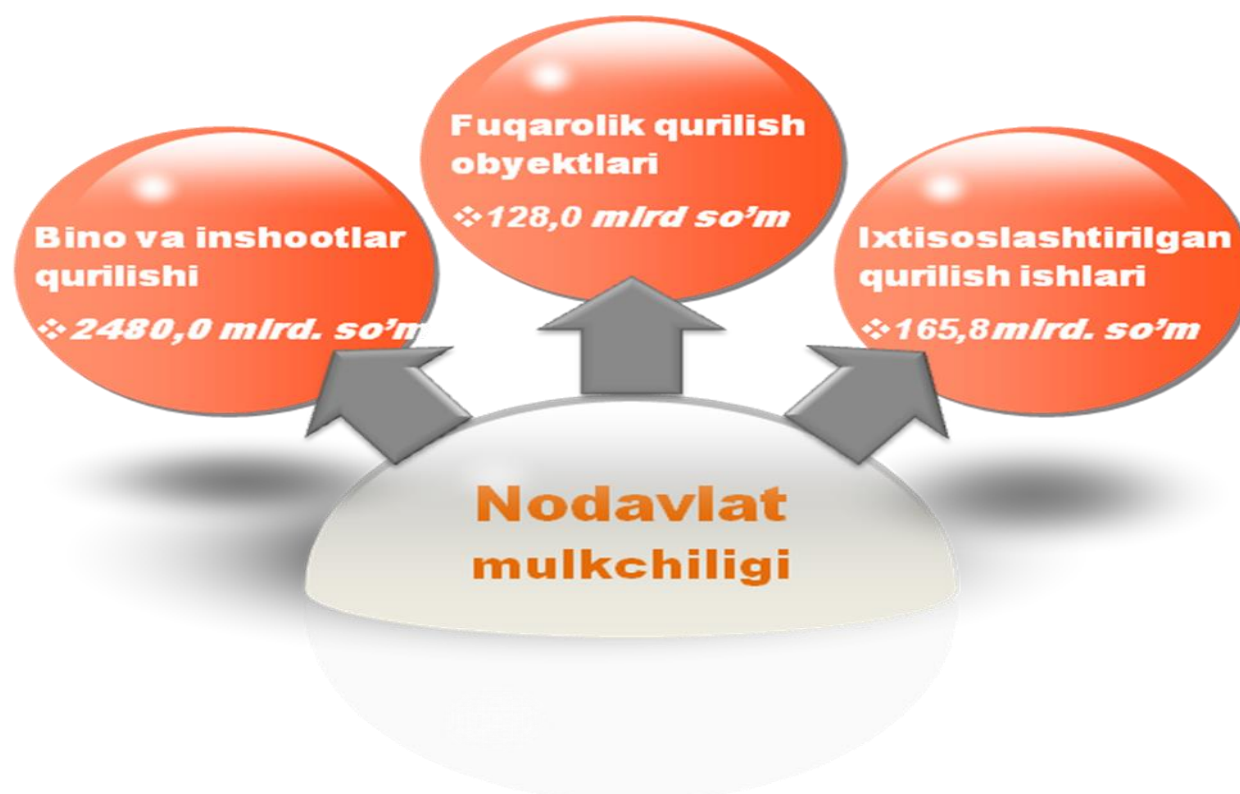 Fuqarolik qurilish
obyektlari
❖128,0 mlrd so’m
Bino va inshootlar
qurilishi
❖2480,0 mlrd. so’m
Ixtisoslashtirilgan
qurilish ishlari
❖165,8mlrd. so’m
Nodavlat
mulkchiligi